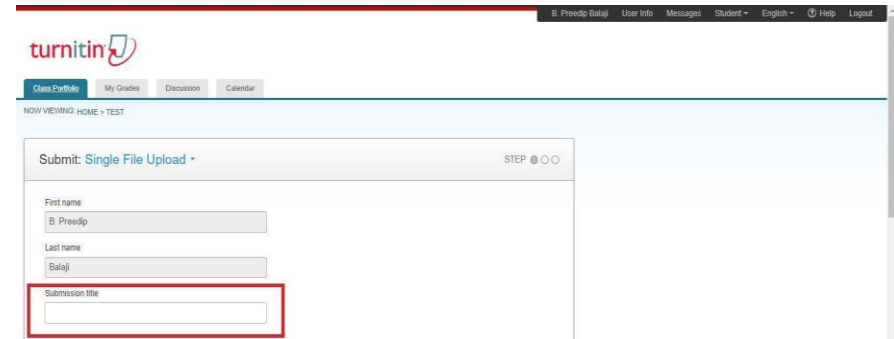 B. Preedip Balaji User Info Messages Student English Help Logout
turnitin
Class Portfolio My Grades Discussion Calendar
NOW VIEWING: HOME > TEST
Submit: Single File Upload
STEP
First name
B. Preedip
Last name
Balaji
Submission title